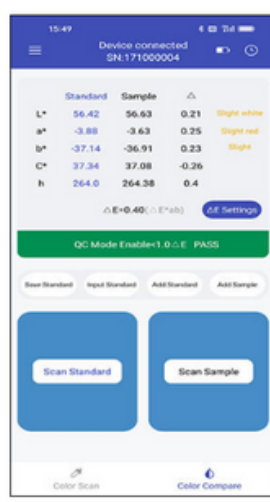 15:49
Device connected
SN:171000004
Standard Sample △
L* 56.42 56.63 0.21 Slight white
a* -3.88 -3.63 0.25 Slight red
b* -37.14 -36.91 0.23 Slight
C* 37.34 37.08 -0.26
h 264.0 264.38 0.4
△E=0.40(△E*ab) △E Settings
QC Mode Enable<1.0△E PASS
Save Standard Input Standard Add Standard Add Sample
Scan Standard Scan Sample
Color Scan Color Compare